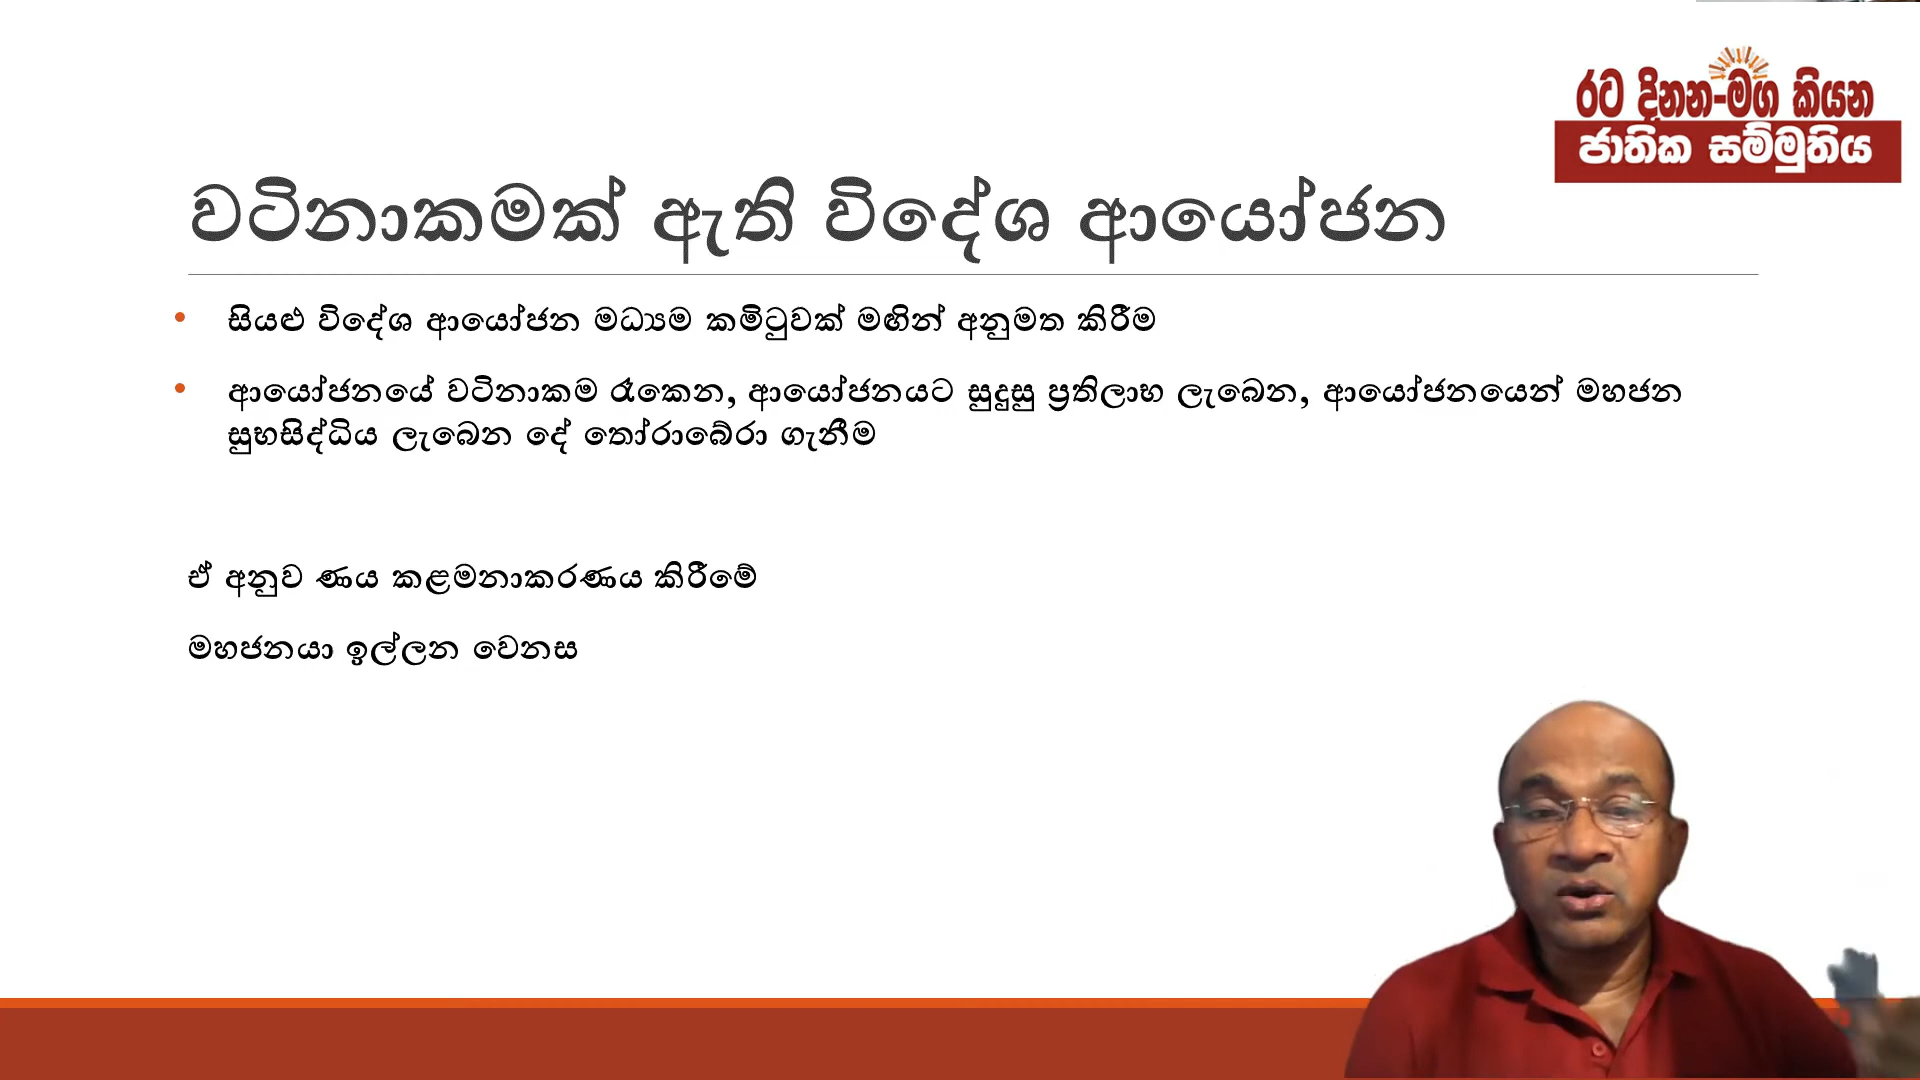 රට දිනන-මග කියන
ජාතික සම්මුතිය
වටිනාකමක් ඇති විදේශ ආයෝජන
• සියළු විදේශ ආයෝජන මධ්‍යම කමිටුවක් මඟින් අනුමත කිරීම
• ආයෝජනයේ වටිනාකම රැකෙන, ආයෝජනයට සුදුසු ප්‍රතිලාභ ලැබෙන, ආයෝජනයෙන් මහජන
සුභසිද්ධිය ලැබෙන දේ තෝරාබේරා ගැනීම
ඒ අනුව ණය කළමනාකරණය කිරීමේ
මහජනයා ඉල්ලන වෙනස